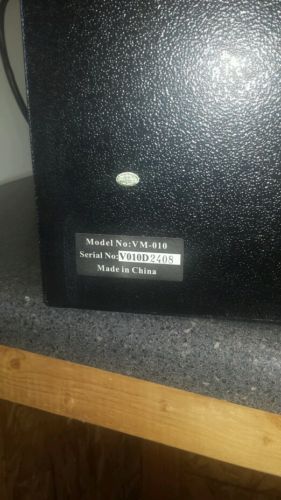 Model No:VM-010
Serial No:V010D2408
Made in China